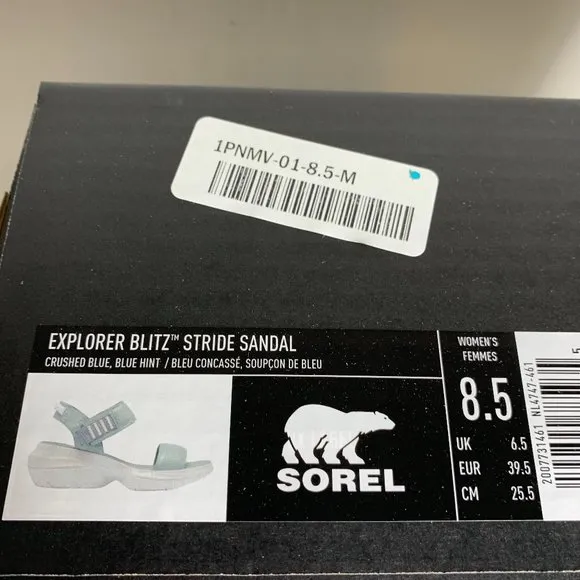 1PNMV-01-8.5-M
EXPLORER BLITZ™ STRIDE SANDAL
CRUSHED BLUE, BLUE HINT / BLEU CONCASSÉ, SOUPÇON DE BLEU
SOREL
WOMEN'S
FEMMES
8.5
UK 6.5
EUR 39.5
CM 25.5
2007731461 NL4747-461
5